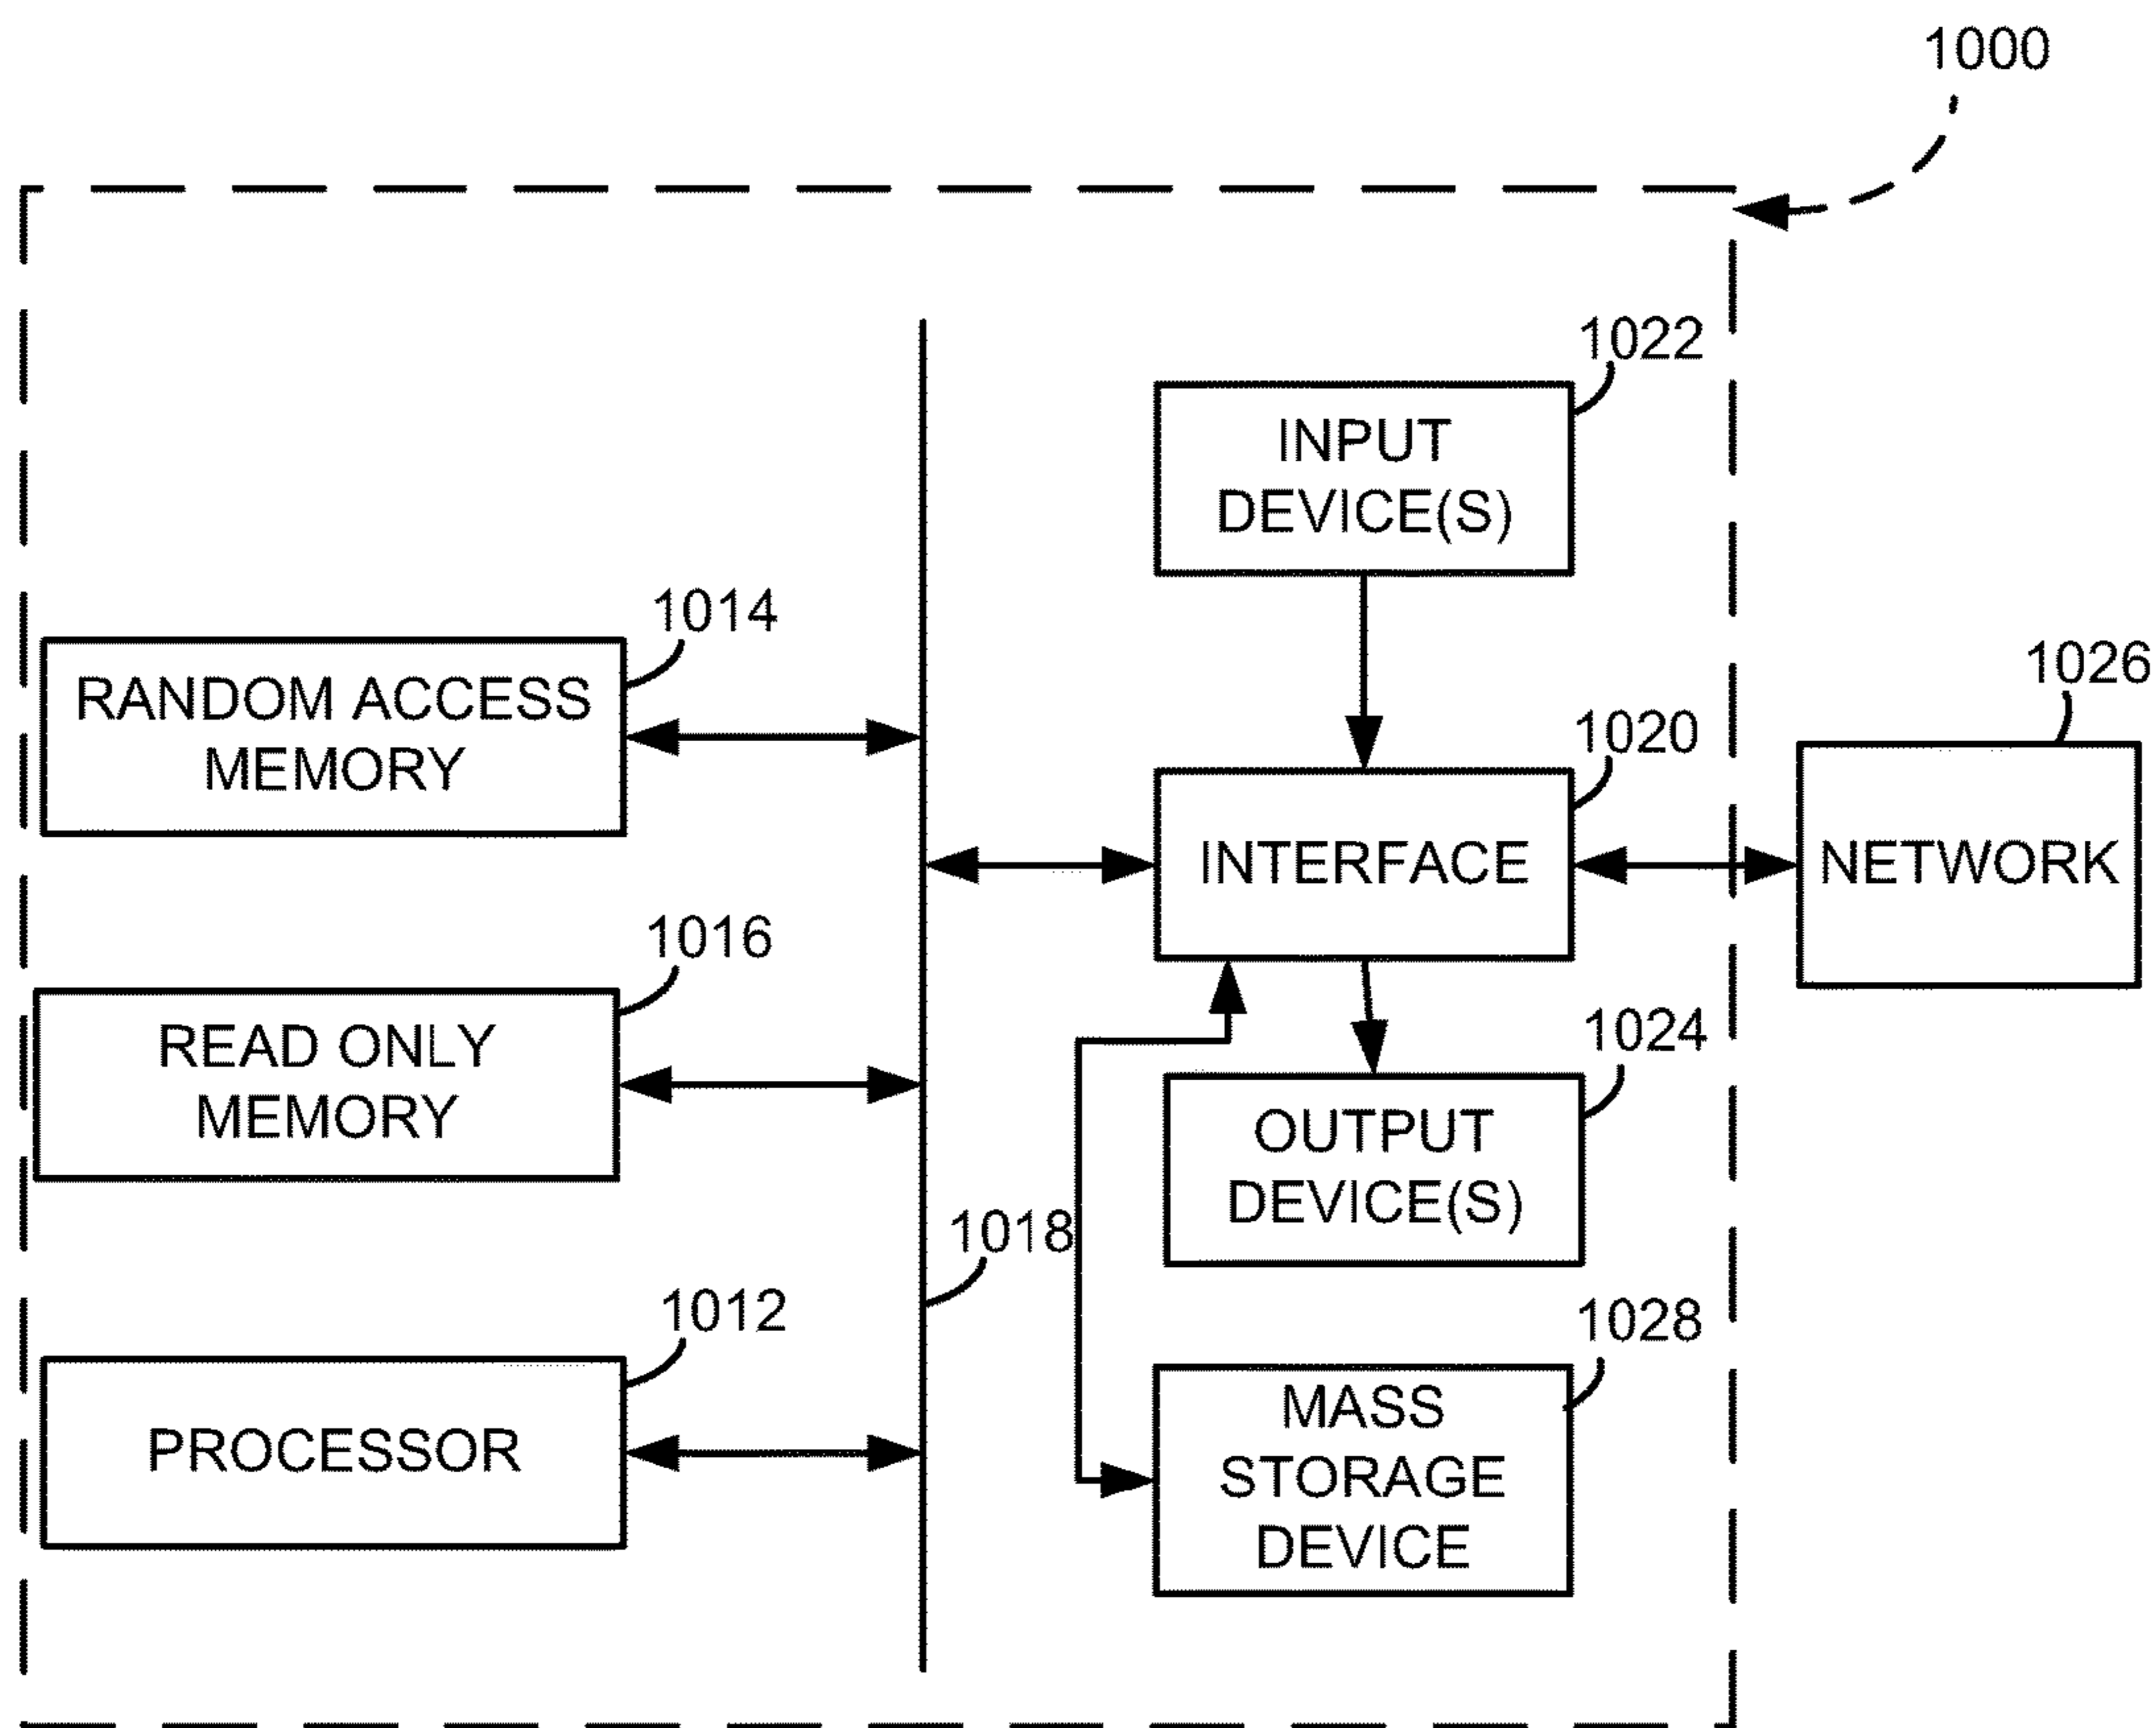 1000
1022
INPUT
DEVICE(S)
1014
RANDOM ACCESS
MEMORY
1026
1020
INTERFACE
NETWORK
1016
READ ONLY
MEMORY
1024
OUTPUT
DEVICE(S)
1018
1012
PROCESSOR
1028
MASS
STORAGE
DEVICE